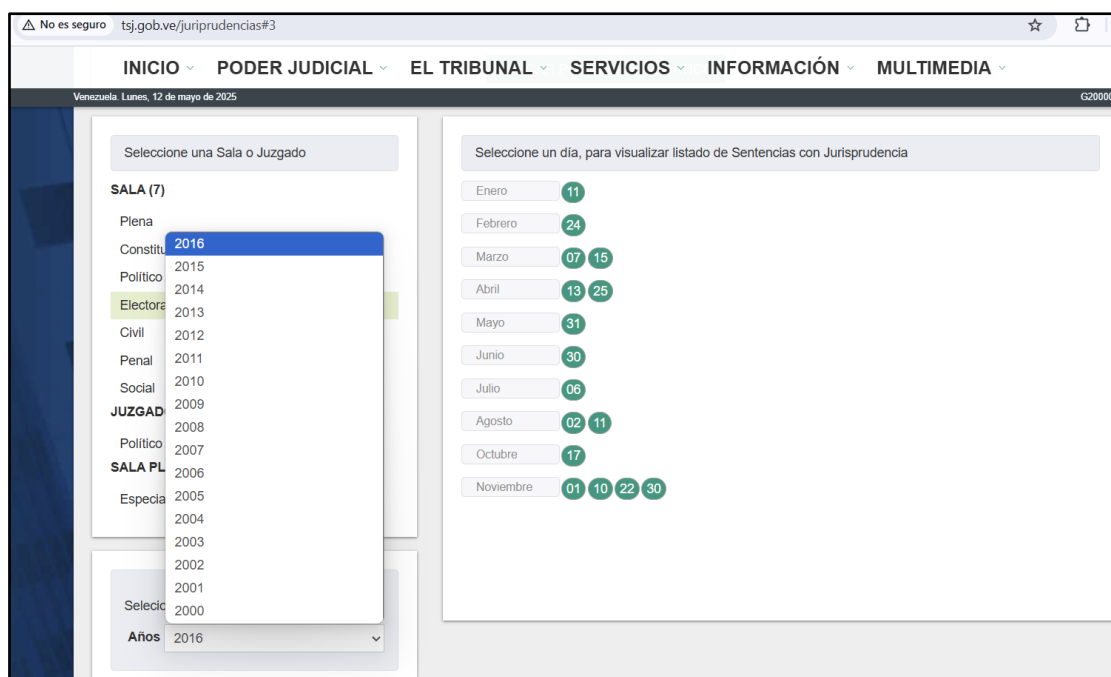 No es seguro tsj.gob.ve/juriprudencias#3
INICIO PODER JUDICIAL EL TRIBUNAL SERVICIOS INFORMACIÓN MULTIMEDIA
Venezuela. Lunes, 12 de mayo de 2025 G20000
Seleccione una Sala o Juzgado
SALA (7)
Plena
Constitu
Político
Electora
Civil
Penal
Social
JUZGAD
Político
SALA PL
Especia
2016
2015
2014
2013
2012
2011
2010
2009
2008
2007
2006
2005
2004
2003
2002
2001
2000
Selecio
Años 2016
Seleccione un día, para visualizar listado de Sentencias con Jurisprudencia
Enero 11
Febrero 24
Marzo 07 15
Abril 13 25
Mayo 31
Junio 30
Julio 06
Agosto 02 11
Octubre 17
Noviembre 01 10 22 30